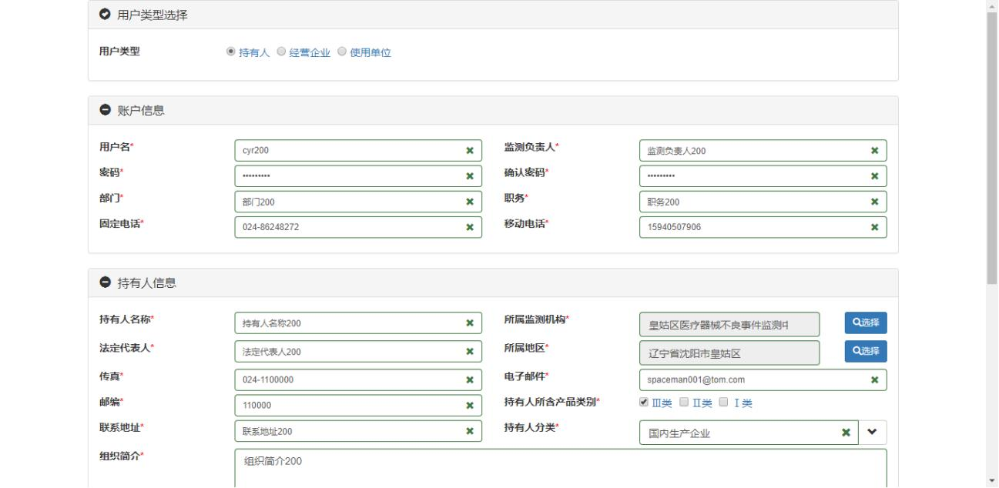 用户类型选择
用户类型 持有人 经营企业 使用单位
账户信息
用户名* cyr200 监测负责人* 监测负责人200
密码* ••••••••• 确认密码* •••••••••
部门* 部门200 职务* 职务200
固定电话* 024-86248272 移动电话* 15940507906
持有人信息
持有人名称* 持有人名称200 所属监测机构* 皇姑区医疗器械不良事件监测中 选择
法定代表人* 法定代表人200 所属地区* 辽宁省沈阳市皇姑区 选择
传真* 024-1100000 电子邮件* spaceman001@tom.com
邮编* 110000 持有人所含产品类别* III类 II类 I类
联系地址* 联系地址200 持有人分类* 国内生产企业
组织简介* 组织简介200